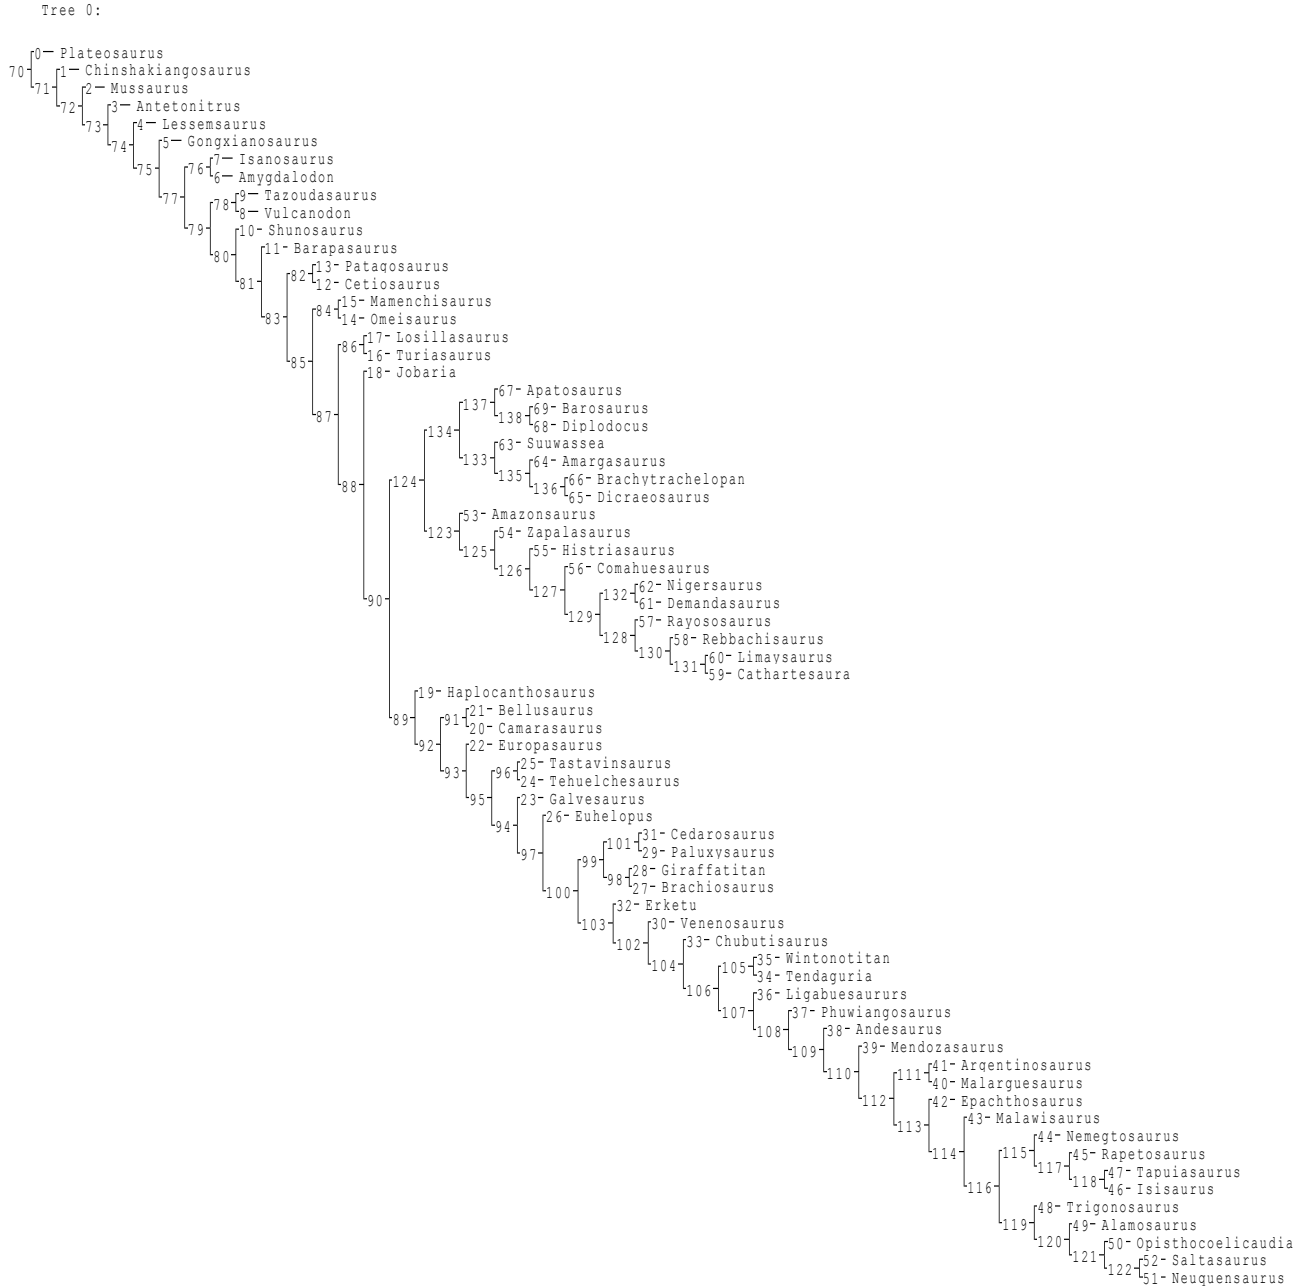 Tree 0:
0 Plateosaurus
70 1 Chinshakiangosaurus
71 2 Mussaurus
72 3 Antetonitrus
73 4 Lessemsaurus
74 5 Gongxianosaurus
75 76 7 Isanosaurus
6 Amygdalodon
77 78 9 Tazoudasaurus
8 Vulcanodon
79 10 Shunosaurus
80 11 Barapasaurus
81 82 13 Patagosaurus
12 Cetiosaurus
83 84 15 Mamenchisaurus
14 Omeisaurus
85 86 17 Losillasaurus
16 Turiasaurus
18 Jobaria
87 137 67 Apatosaurus
138 69 Barosaurus
134 68 Diplodocus
133 63 Suuwassea
135 64 Amargasaurus
88 124 136 66 Brachytrachelopan
65 Dicraeosaurus
123 53 Amazonsaurus
125 54 Zapalasaurus
126 55 Histriasaurus
127 56 Comahuesaurus
90 129 132 62 Nigersaurus
61 Demandasaurus
128 57 Rayososaurus
130 58 Rebbachisaurus
131 60 Limaysaurus
59 Cathartesaura
19 Haplocanthosaurus
89 91 21 Bellusaurus
20 Camarasaurus
92 22 Europasaurus
93 96 25 Tastavinsaurus
24 Tehuelchesaurus
95 23 Galvesaurus
94 26 Euhelopus
97 99 101 31 Cedarosaurus
29 Paluxysaurus
98 28 Giraffatitan
100 27 Brachiosaurus
103 32 Erketu
102 30 Venenosaurus
104 33 Chubutisaurus
105 35 Wintonotitan
34 Tendaguria
106 36 Ligabuesaururs
107 37 Phuwiangosaurus
108 38 Andesaurus
109 39 Mendozasaurus
110 111 41 Argentinosaurus
40 Malarguesaurus
112 42 Epachthosaurus
113 43 Malawisaurus
114 115 44 Nemegtosaurus
117 45 Rapetosaurus
116 118 47 Tapuiasaurus
46 Isisaurus
119 48 Trigonosaurus
120 49 Alamosaurus
121 50 Opisthocoelicaudia
122 52 Saltasaurus
51 Neuquensaurus